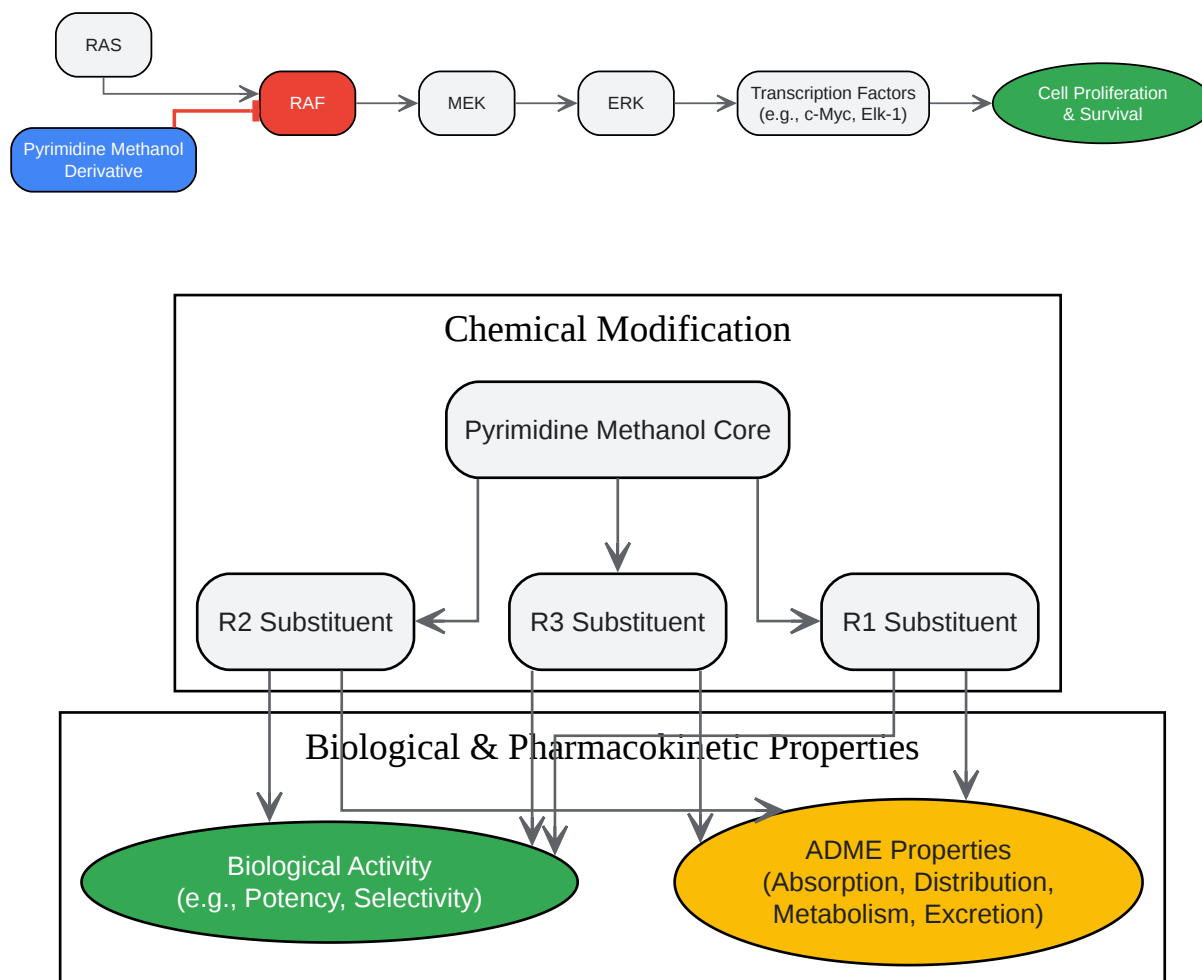 RAS
RAF
MEK
ERK
Transcription Factors
(e.g., c-Myc, Elk-1)
Cell Proliferation
& Survival
Pyrimidine Methanol
Derivative
Chemical Modification
Pyrimidine Methanol Core
R2 Substituent
R3 Substituent
R1 Substituent
Biological & Pharmacokinetic Properties
Biological Activity
(e.g., Potency, Selectivity)
ADME Properties
(Absorption, Distribution,
Metabolism, Excretion)